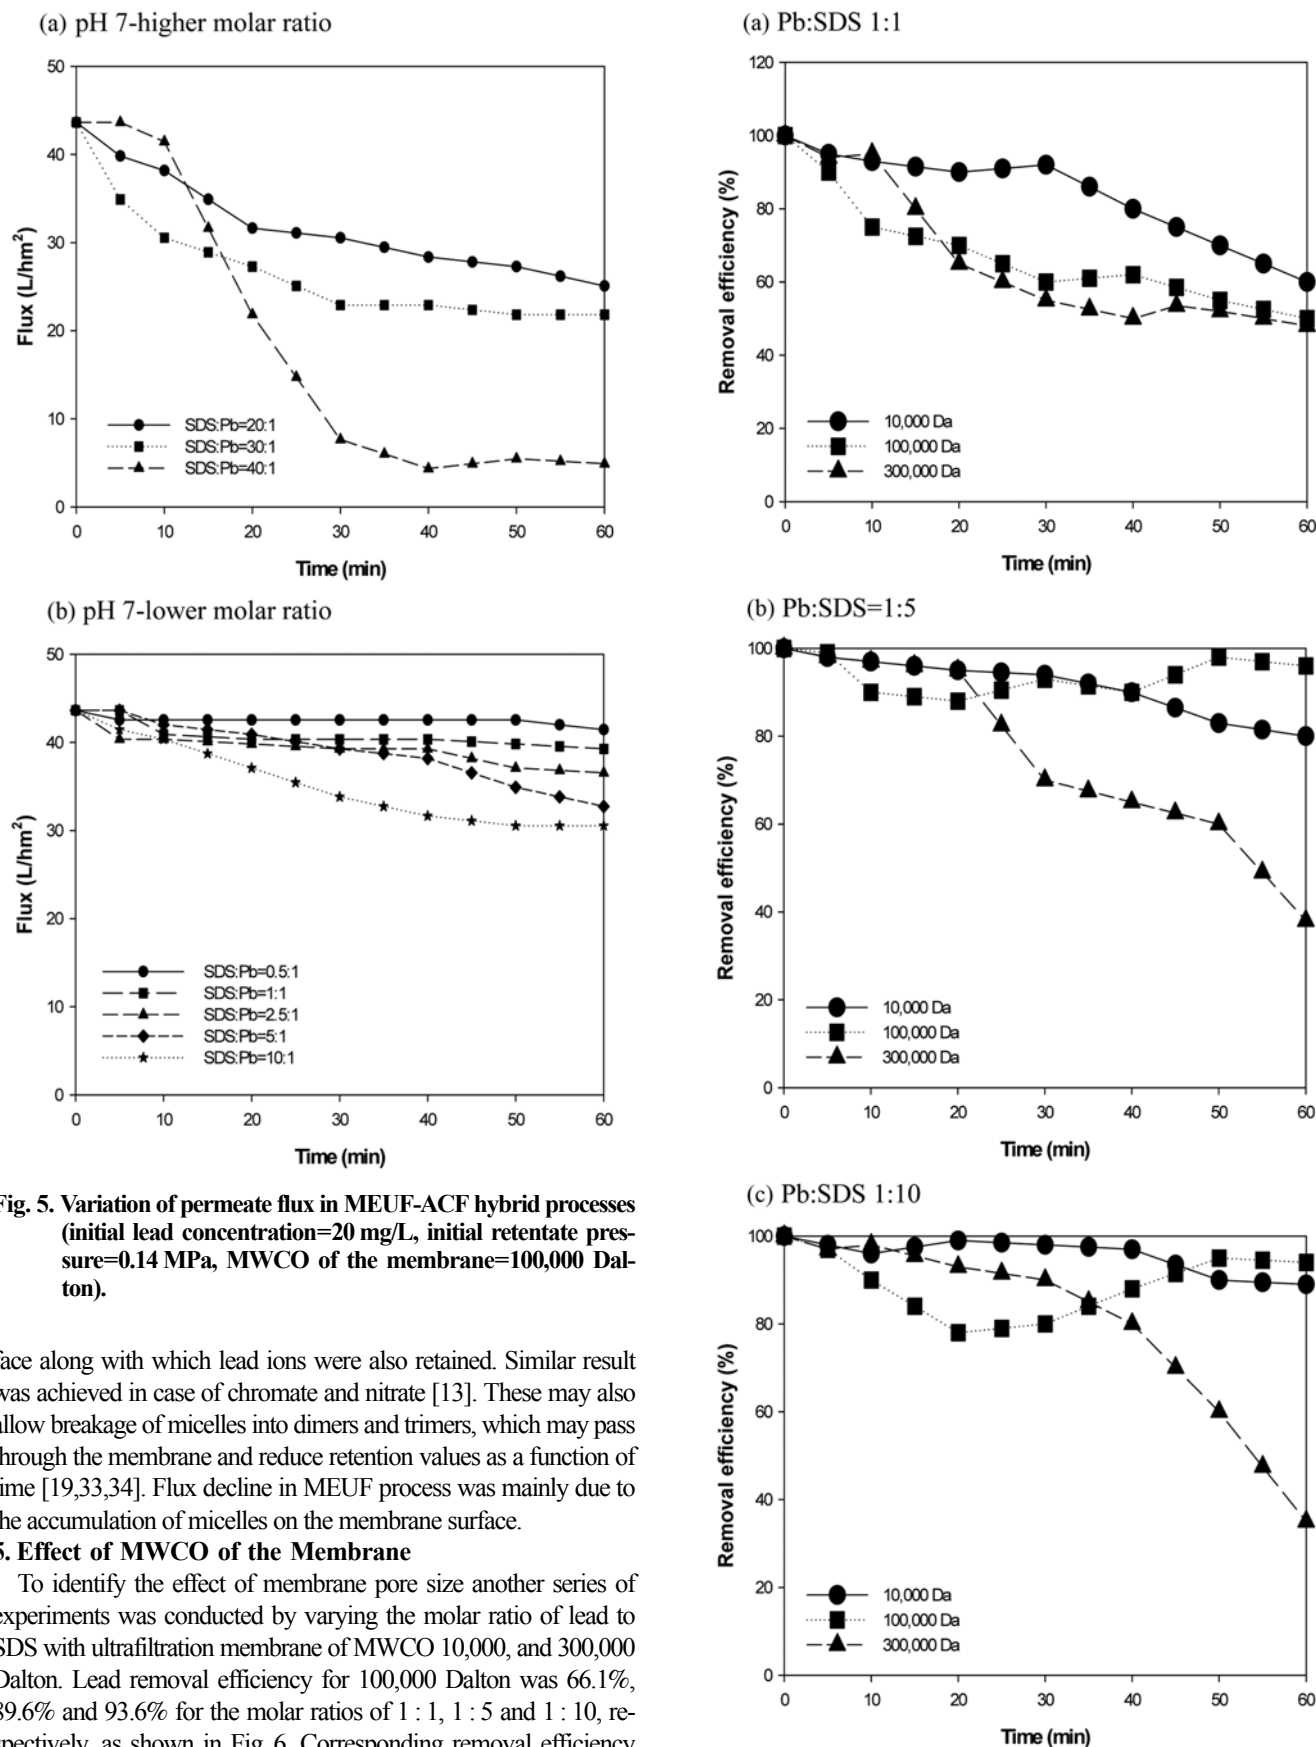 (a) pH 7-higher molar ratio
50
40
30
20
10
0
Flux (L/hm²)
SDS:Pb=20:1
SDS:Pb=30:1
SDS:Pb=40:1
0 10 20 30 40 50 60
Time (min)
(b) pH 7-lower molar ratio
50
40
30
20
10
0
Flux (L/hm²)
SDS:Pb=0.5:1
SDS:Pb=1:1
SDS:Pb=2.5:1
SDS:Pb=5:1
SDS:Pb=10:1
0 10 20 30 40 50 60
Time (min)
Fig. 5. Variation of permeate flux in MEUF-ACF hybrid processes
(initial lead concentration=20 mg/L, initial retentate pres-
sure=0.14 MPa, MWCO of the membrane=100,000 Dal-
ton).
face along with which lead ions were also retained. Similar result
was achieved in case of chromate and nitrate [13]. These may also
allow breakage of micelles into dimers and trimers, which may pass
through the membrane and reduce retention values as a function of
time [19,33,34]. Flux decline in MEUF process was mainly due to
the accumulation of micelles on the membrane surface.
5. Effect of MWCO of the Membrane
To identify the effect of membrane pore size another series of
experiments was conducted by varying the molar ratio of lead to
SDS with ultrafiltration membrane of MWCO 10,000, and 300,000
Dalton. Lead removal efficiency for 100,000 Dalton was 66.1%,
89.6% and 93.6% for the molar ratios of 1 : 1, 1 : 5 and 1 : 10, re-
spectively, as shown in Fig. 6. Corresponding removal efficiency
(a) Pb:SDS 1:1
120
100
80
60
40
20
0
Removal efficiency (%)
10,000 Da
100,000 Da
300,000 Da
0 10 20 30 40 50 60
Time (min)
(b) Pb:SDS=1:5
100
80
60
40
20
0
Removal efficiency (%)
10,000 Da
100,000 Da
300,000 Da
0 10 20 30 40 50 60
Time (min)
(c) Pb:SDS 1:10
100
80
60
40
20
0
Removal efficiency (%)
10,000 Da
100,000 Da
300,000 Da
0 10 20 30 40 50 60
Time (min)